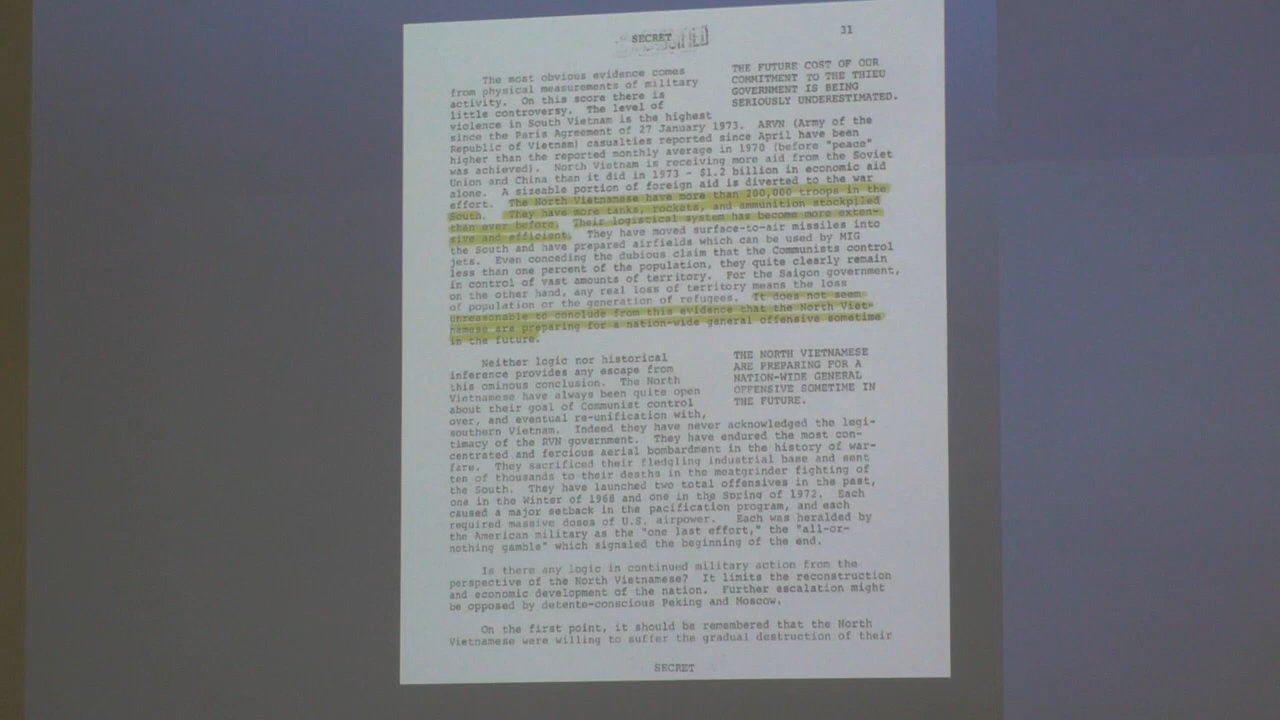 SECRET
31
The most obvious evidence comes
from physical measurements of military
activity. On this score there is
little controversy. The level of
THE FUTURE COST OF OUR
COMMITMENT TO THE THIEU
GOVERNMENT IS BEING
SERIOUSLY UNDERESTIMATED.
violence in South Vietnam is the highest
since the Paris Agreement of 27 January 1973. ARVN (Army of the
Republic of Vietnam) casualties reported since April have been
higher than the reported monthly average in 1970 (before "peace"
was achieved). North Vietnam is receiving more aid from the Soviet
Union and China than it did in 1973 - $1.2 billion in economic aid
alone. A sizeable portion of foreign aid is diverted to the war
effort. The North Vietnamese have more than 200,000 troops in the
South. They have more tanks, rockets, and ammunition stockpiled
than ever before. Their logistical system has become more exten-
sive and efficient. They have moved surface-to-air missiles into
the South and have prepared airfields which can be used by MIG
jets. Even conceding the dubious claim that the Communists control
less than one percent of the population, they quite clearly remain
in control of vast amounts of territory. For the Saigon government,
on the other hand, any real loss of territory means the loss
of population or the generation of refugees. It does not seem
unreasonable to conclude from this evidence that the North Viet-
namese are preparing for a nation-wide general offensive sometime
in the future.
Neither logic nor historical
inference provides any escape from
this ominous conclusion. The North
Vietnamese have always been quite open
about their goal of Communist control
over, and eventual re-unification with,
THE NORTH VIETNAMESE
ARE PREPARING FOR A
NATION-WIDE GENERAL
OFFENSIVE SOMETIME IN
THE FUTURE.
southern Vietnam. Indeed they have never acknowledged the legi-
timacy of the RVN government. They have endured the most con-
centrated and fercious aerial bombardment in the history of war-
fare. They sacrificed their fledgling industrial base and sent
ten of thousands to their deaths in the meatgrinder fighting of
the South. They have launched two total offensives in the past,
one in the Winter of 1968 and one in the Spring of 1972. Each
caused a major setback in the pacification program, and each
required massive doses of U.S. airpower. Each was heralded by
the American military as the "one last effort," the "all-or-
nothing gamble" which signaled the beginning of the end.
Is there any logic in continued military action from the
perspective of the North Vietnamese? It limits the reconstruction
and economic development of the nation. Further escalation might
be opposed by detente-conscious Peking and Moscow.
On the first point, it should be remembered that the North
Vietnamese were willing to suffer the gradual destruction of their
SECRET